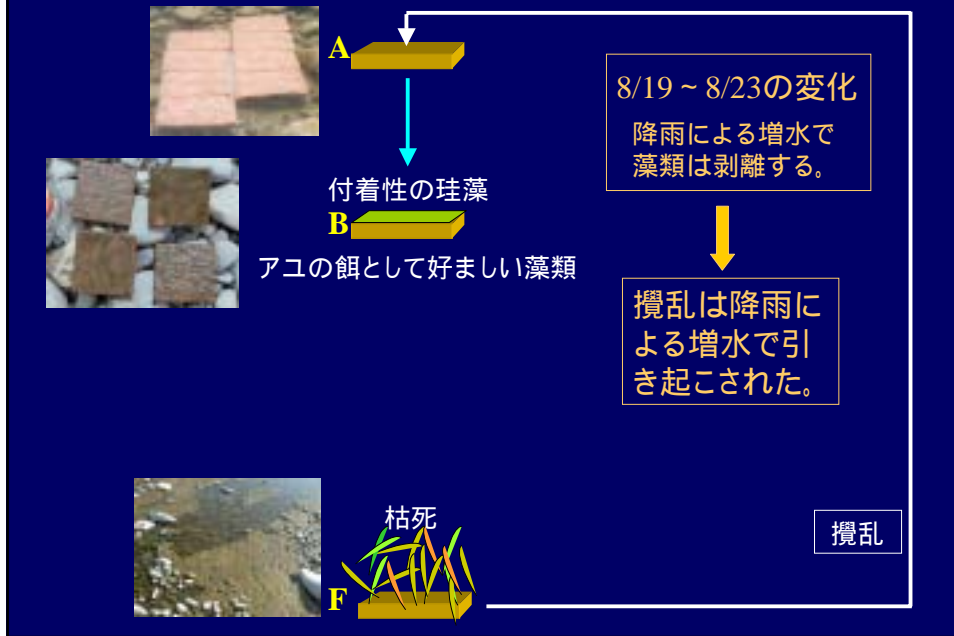 A
8/19 ~ 8/23の変化
降雨による増水で
藻類は剥離する。
付着性の珪藻
B
アユの餌として好ましい藻類
攪乱は降雨に
よる増水で引
き起こされた。
枯死
F
攪乱